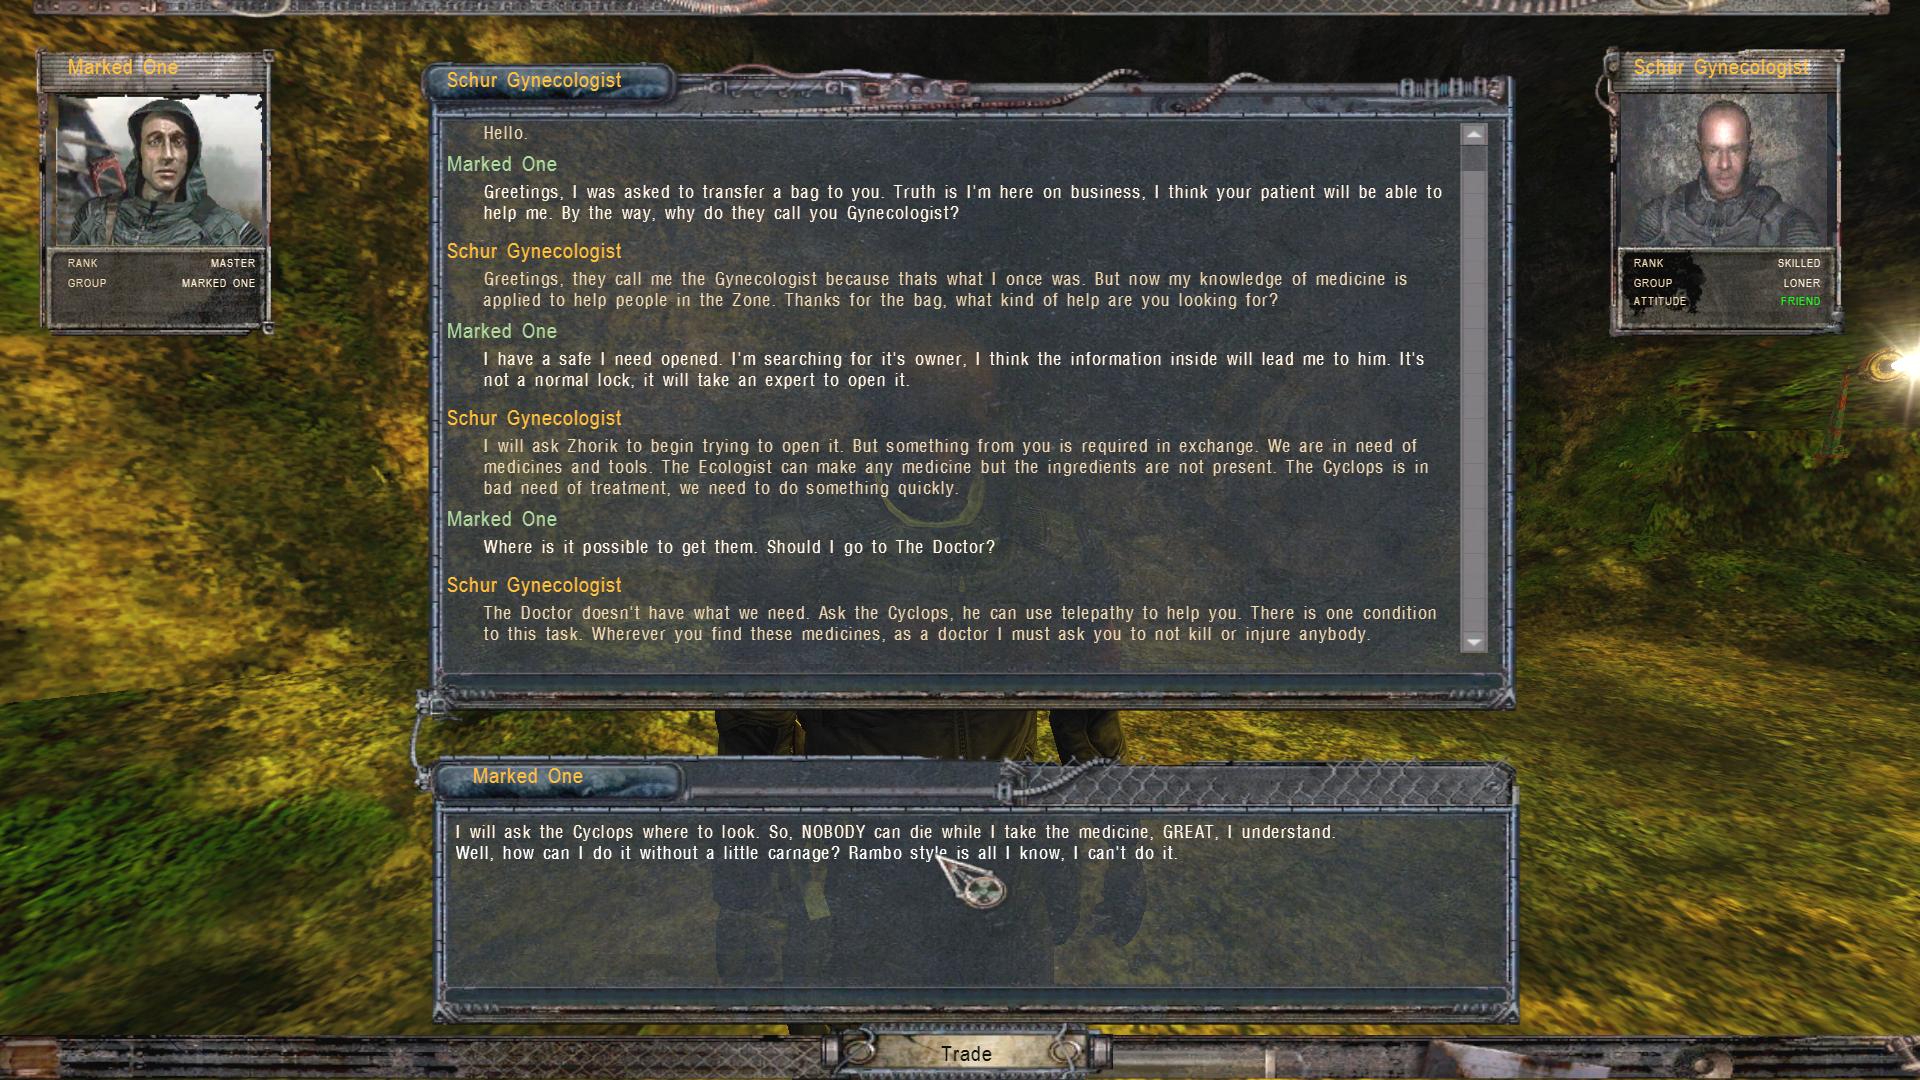 Marked One
RANK MASTER
GROUP MARKED ONE
Schur Gynecologist
Hello.
Marked One
Greetings, I was asked to transfer a bag to you. Truth is I'm here on business, I think your patient will be able to
help me. By the way, why do they call you Gynecologist?
Schur Gynecologist
Greetings, they call me the Gynecologist because thats what I once was. But now my knowledge of medicine is
applied to help people in the Zone. Thanks for the bag, what kind of help are you looking for?
Marked One
I have a safe I need opened. I'm searching for it's owner, I think the information inside will lead me to him. It's
not a normal lock, it will take an expert to open it.
Schur Gynecologist
I will ask Zhorik to begin trying to open it. But something from you is required in exchange. We are in need of
medicines and tools. The Ecologist can make any medicine but the ingredients are not present. The Cyclops is in
bad need of treatment, we need to do something quickly.
Marked One
Where is it possible to get them. Should I go to The Doctor?
Schur Gynecologist
The Doctor doesn't have what we need. Ask the Cyclops, he can use telepathy to help you. There is one condition
to this task. Wherever you find these medicines, as a doctor I must ask you to not kill or injure anybody.
Schur Gynecologist
RANK SKILLED
GROUP LONER
ATTITUDE FRIEND
Marked One
I will ask the Cyclops where to look. So, NOBODY can die while I take the medicine, GREAT, I understand.
Well, how can I do it without a little carnage? Rambo style is all I know, I can't do it.
Trade